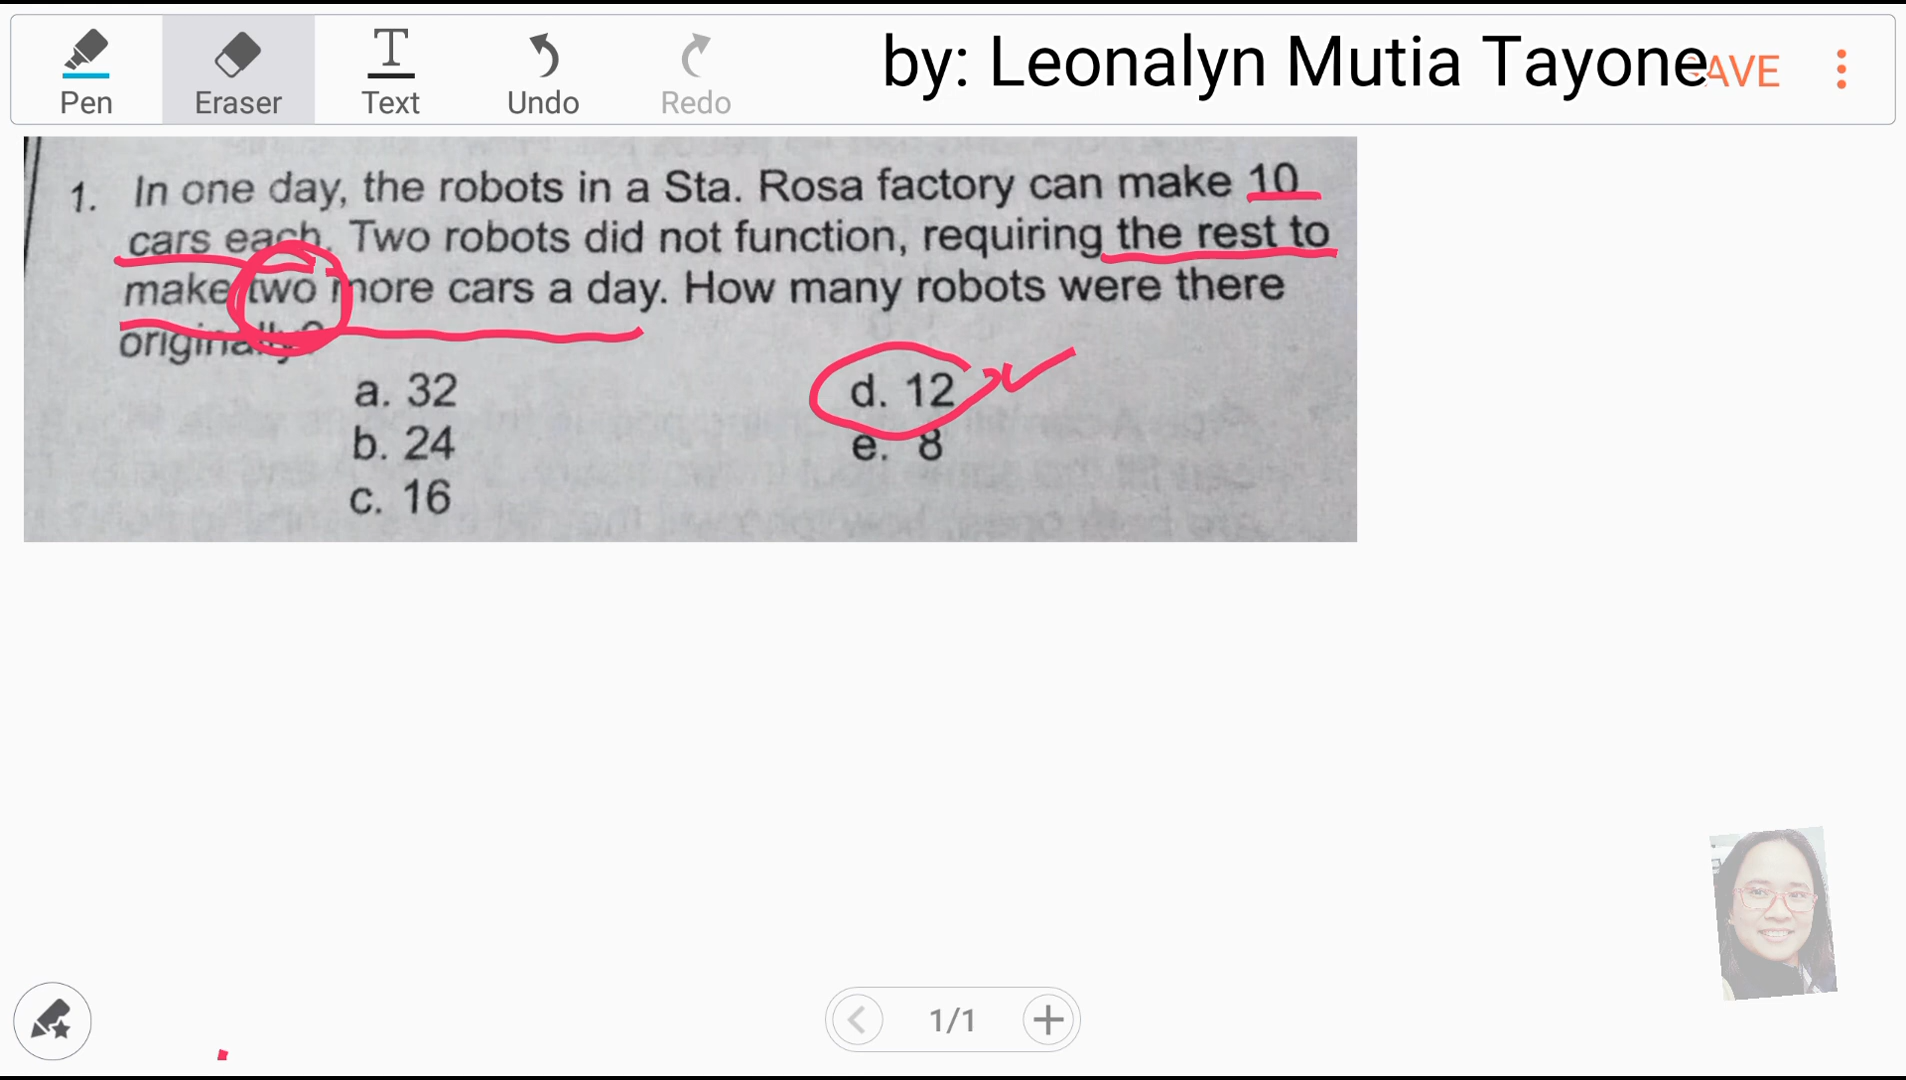 by: Leonalyn Mutia Tayone
AVE
Pen
Eraser
Text
Undo
Redo
1. In one day, the robots in a Sta. Rosa factory can make 10
cars each. Two robots did not function, requiring the rest to
make two more cars a day. How many robots were there
originally?
a. 32
d. 12
b. 24
e. 8
c. 16
1/1